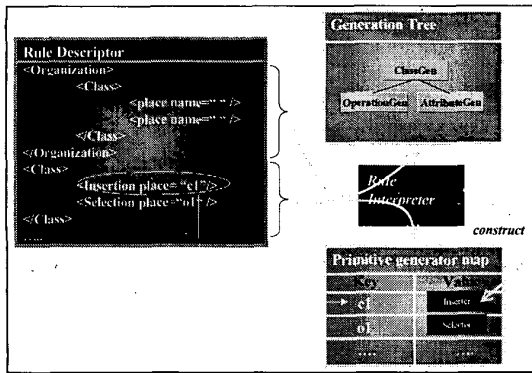 Rule Descriptor
<Organization>
<Class>
<place name=“ ” />
<place name=“ ” />
</Class>
</Organization>
<Class>
<Insertion place= “c1”/>
<Selection place=“o1” />
</Class>
.....
Generation Tree
ClassGen
OperationGen AttributeGen
Rule
Interpreter
construct
Primitive generator map
Key Value
c1 Inserter
o1 Selector
.... ....